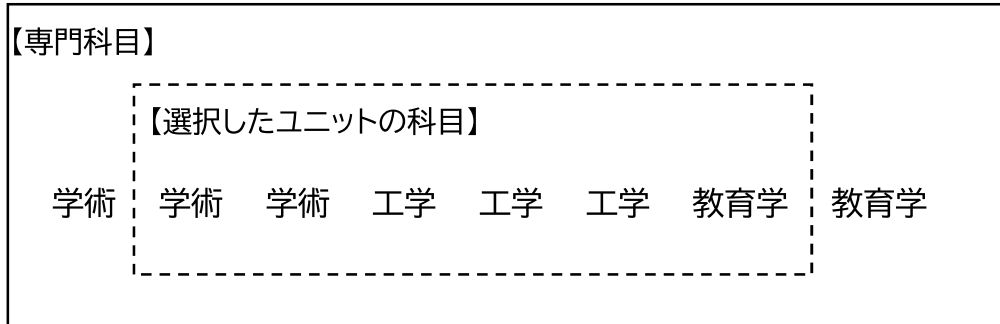 【専門科目】
【選択したユニットの科目】
学術 学術 学術 工学 工学 工学 教育学 教育学